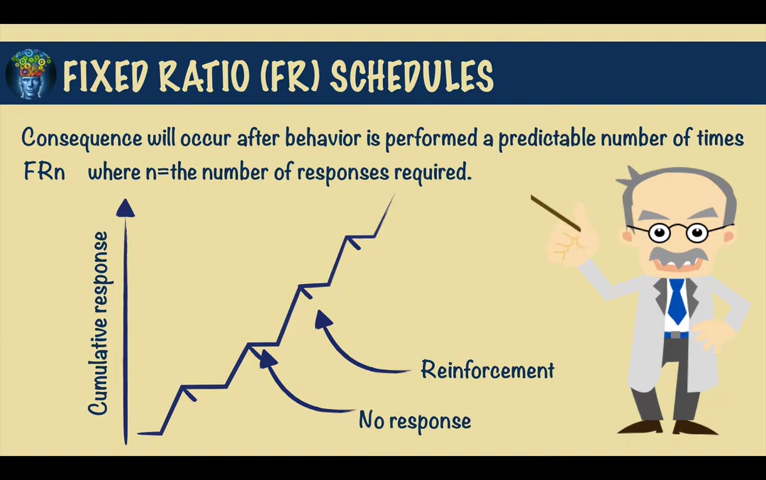 FIXED RATIO (FR) SCHEDULES
Consequence will occur after behavior is performed a predictable number of times
FRn where n=the number of responses required.
Cumulative response
Reinforcement
No response